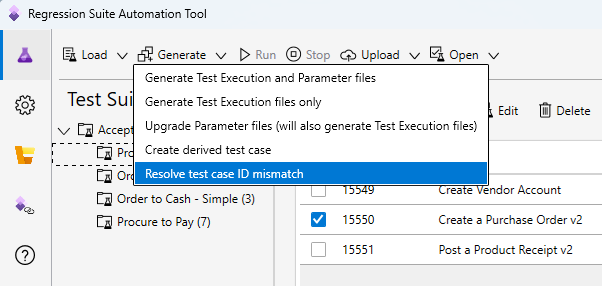 Regression Suite Automation Tool
Load Generate Run Stop Upload Open
Generate Test Execution and Parameter files
Generate Test Execution files only
Upgrade Parameter files (will also generate Test Execution files)
Create derived test case
Resolve test case ID mismatch
Test Sui
Edit Delete
Accept
Pro
Ord
Order to Cash - Simple (3)
Procure to Pay (7)
15549 Create Vendor Account
15550 Create a Purchase Order v2
15551 Post a Product Receipt v2